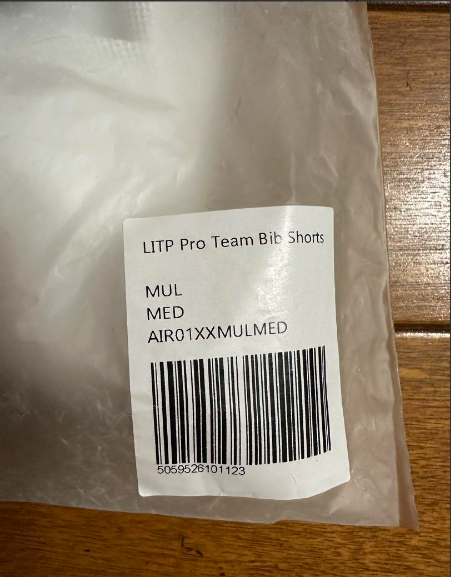 LITP Pro Team Bib Shorts
MUL
MED
AIR01XXMULMED
5059526101123